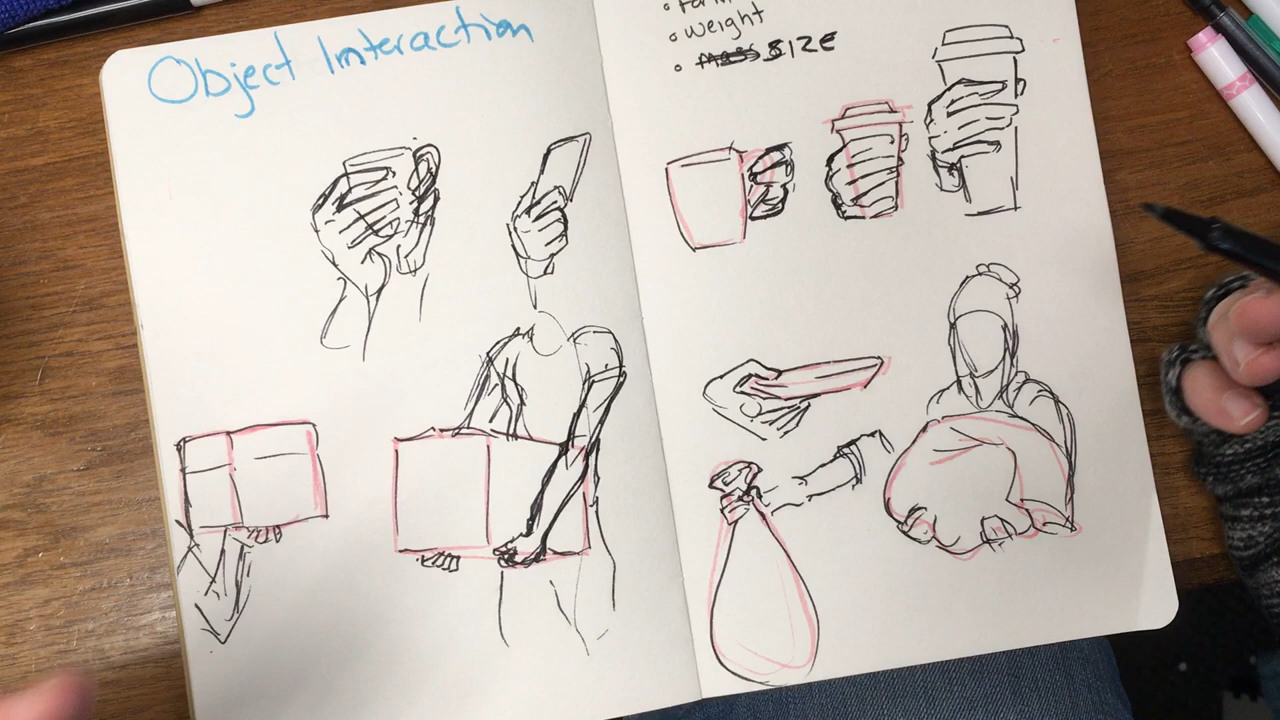 Object Interaction
• weight
• SIZE